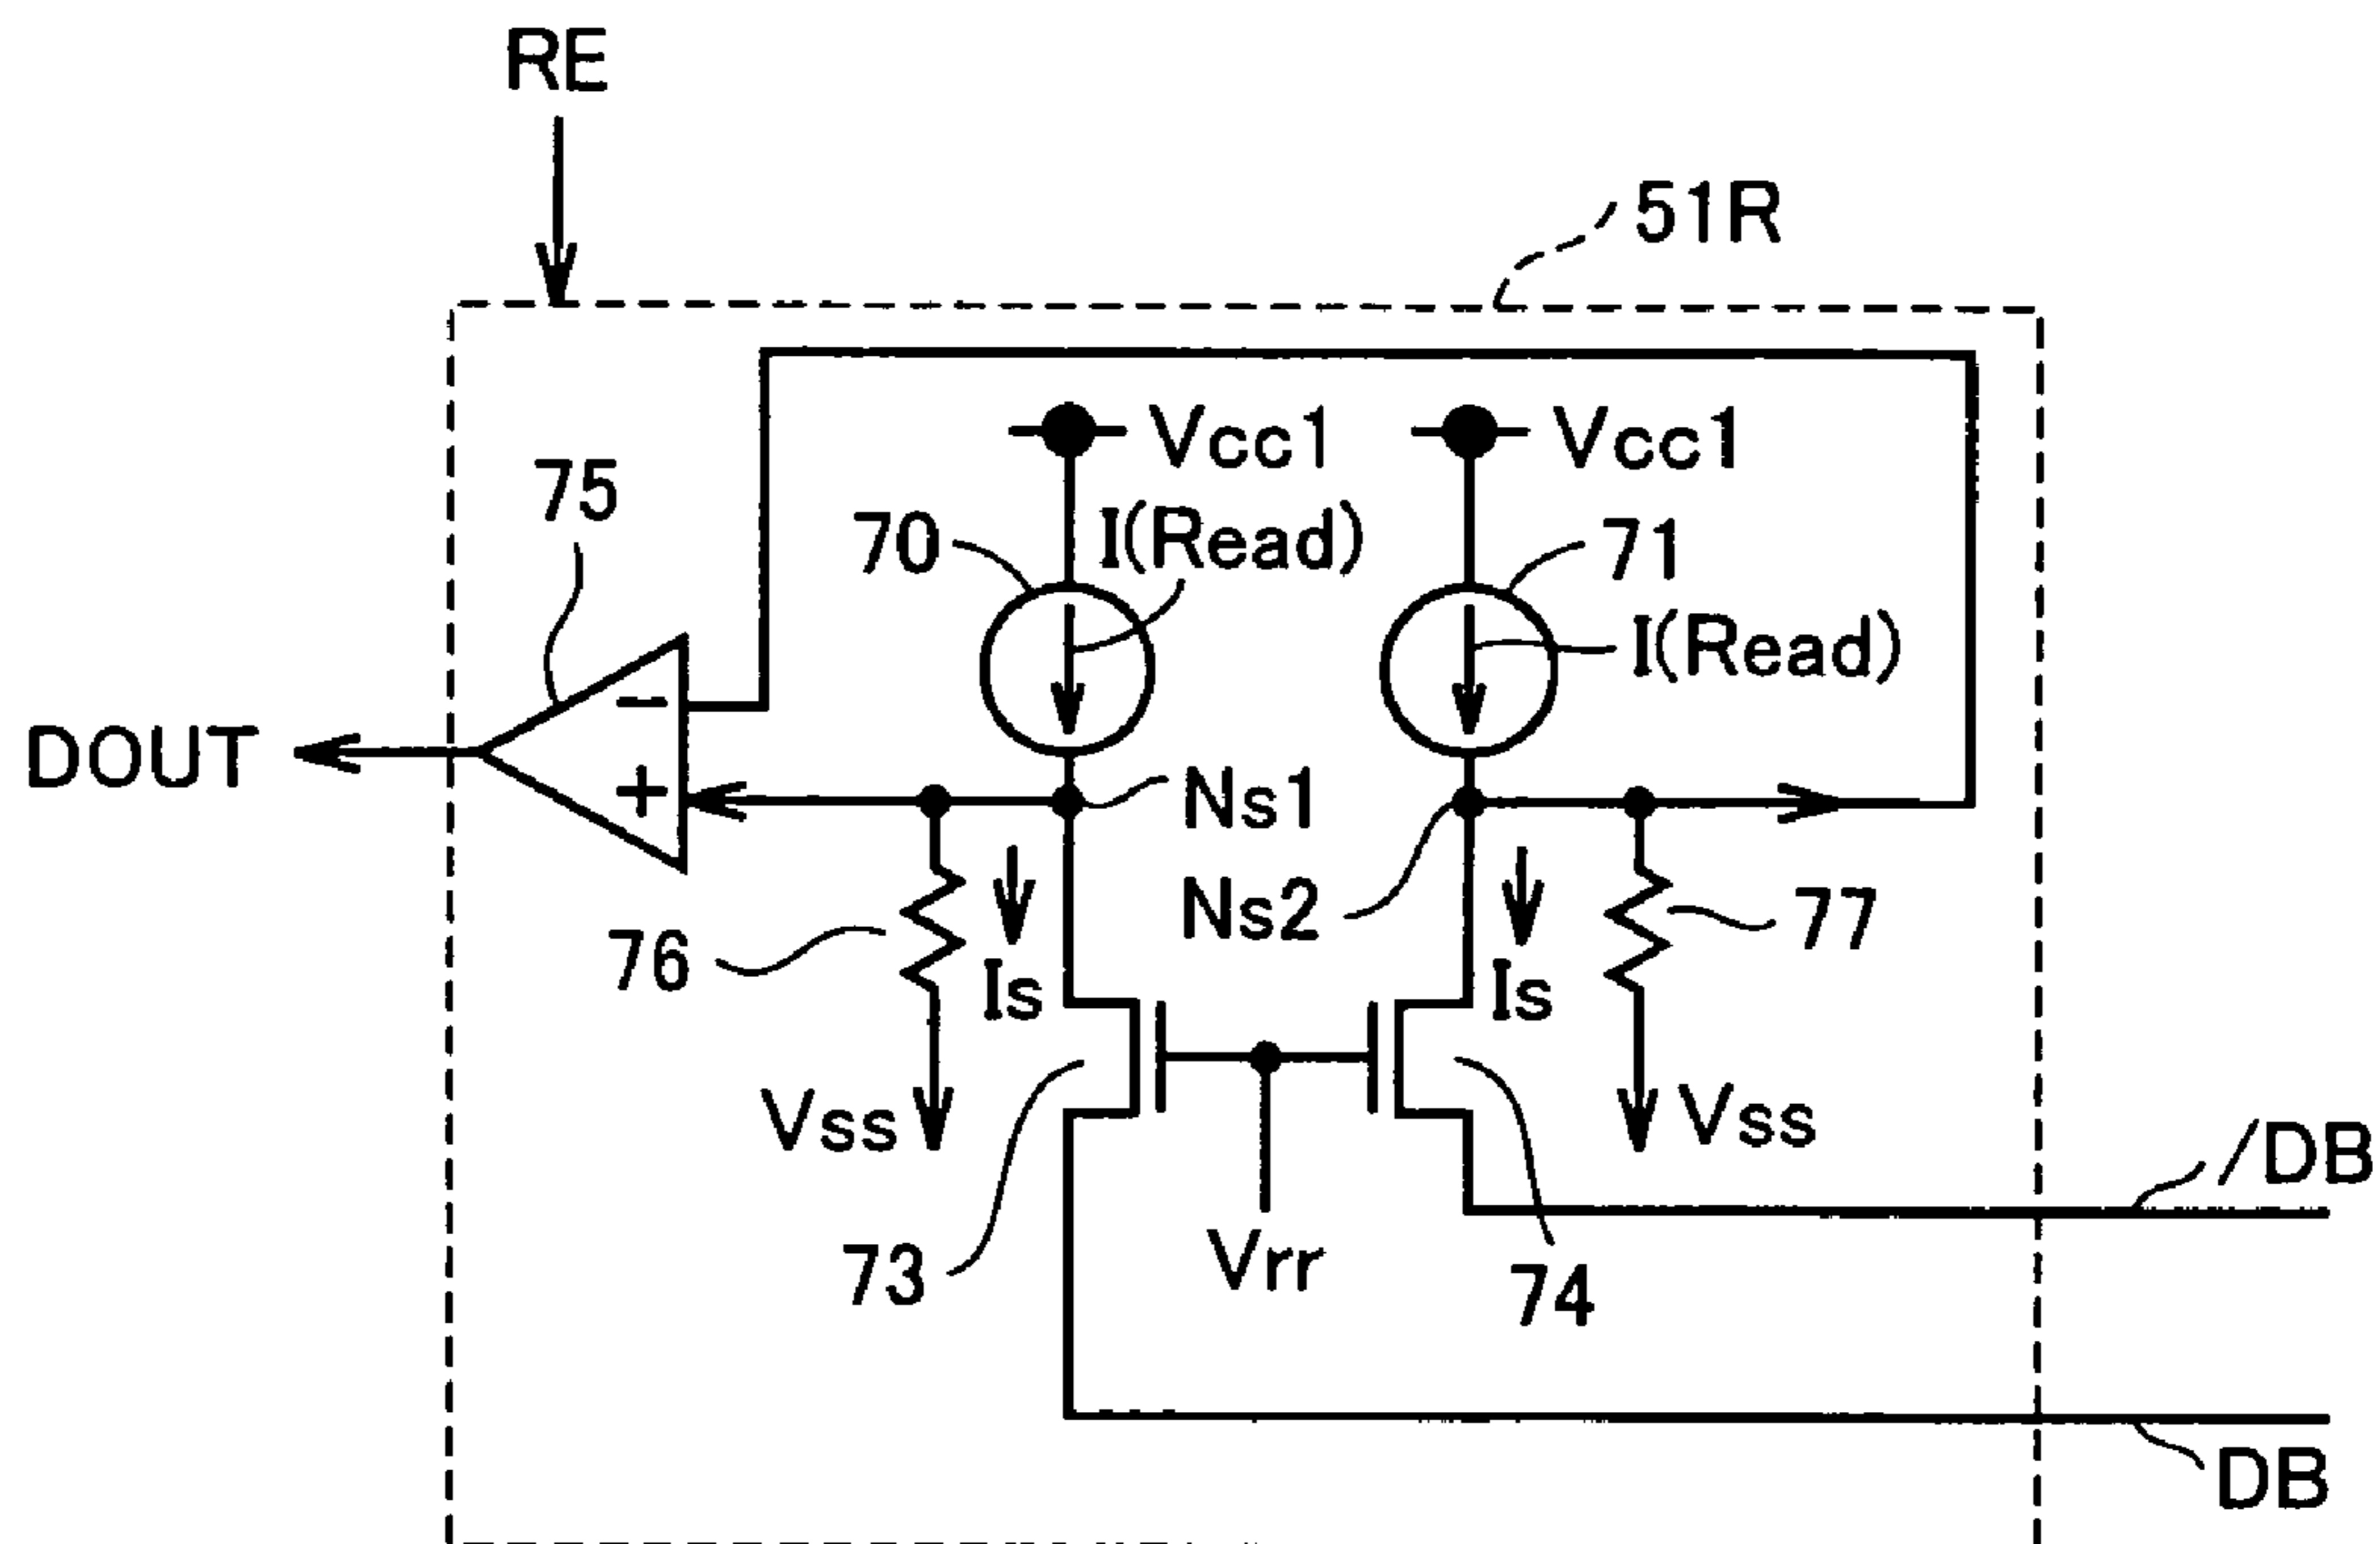 RE
51R
Vcc1
Vcc1
75
70
I(Read)
71
I(Read)
DOUT
−
+
Ns1
Ns2
76
Is
Is
77
Vss
Vss
/DB
73
Vrr
74
DB